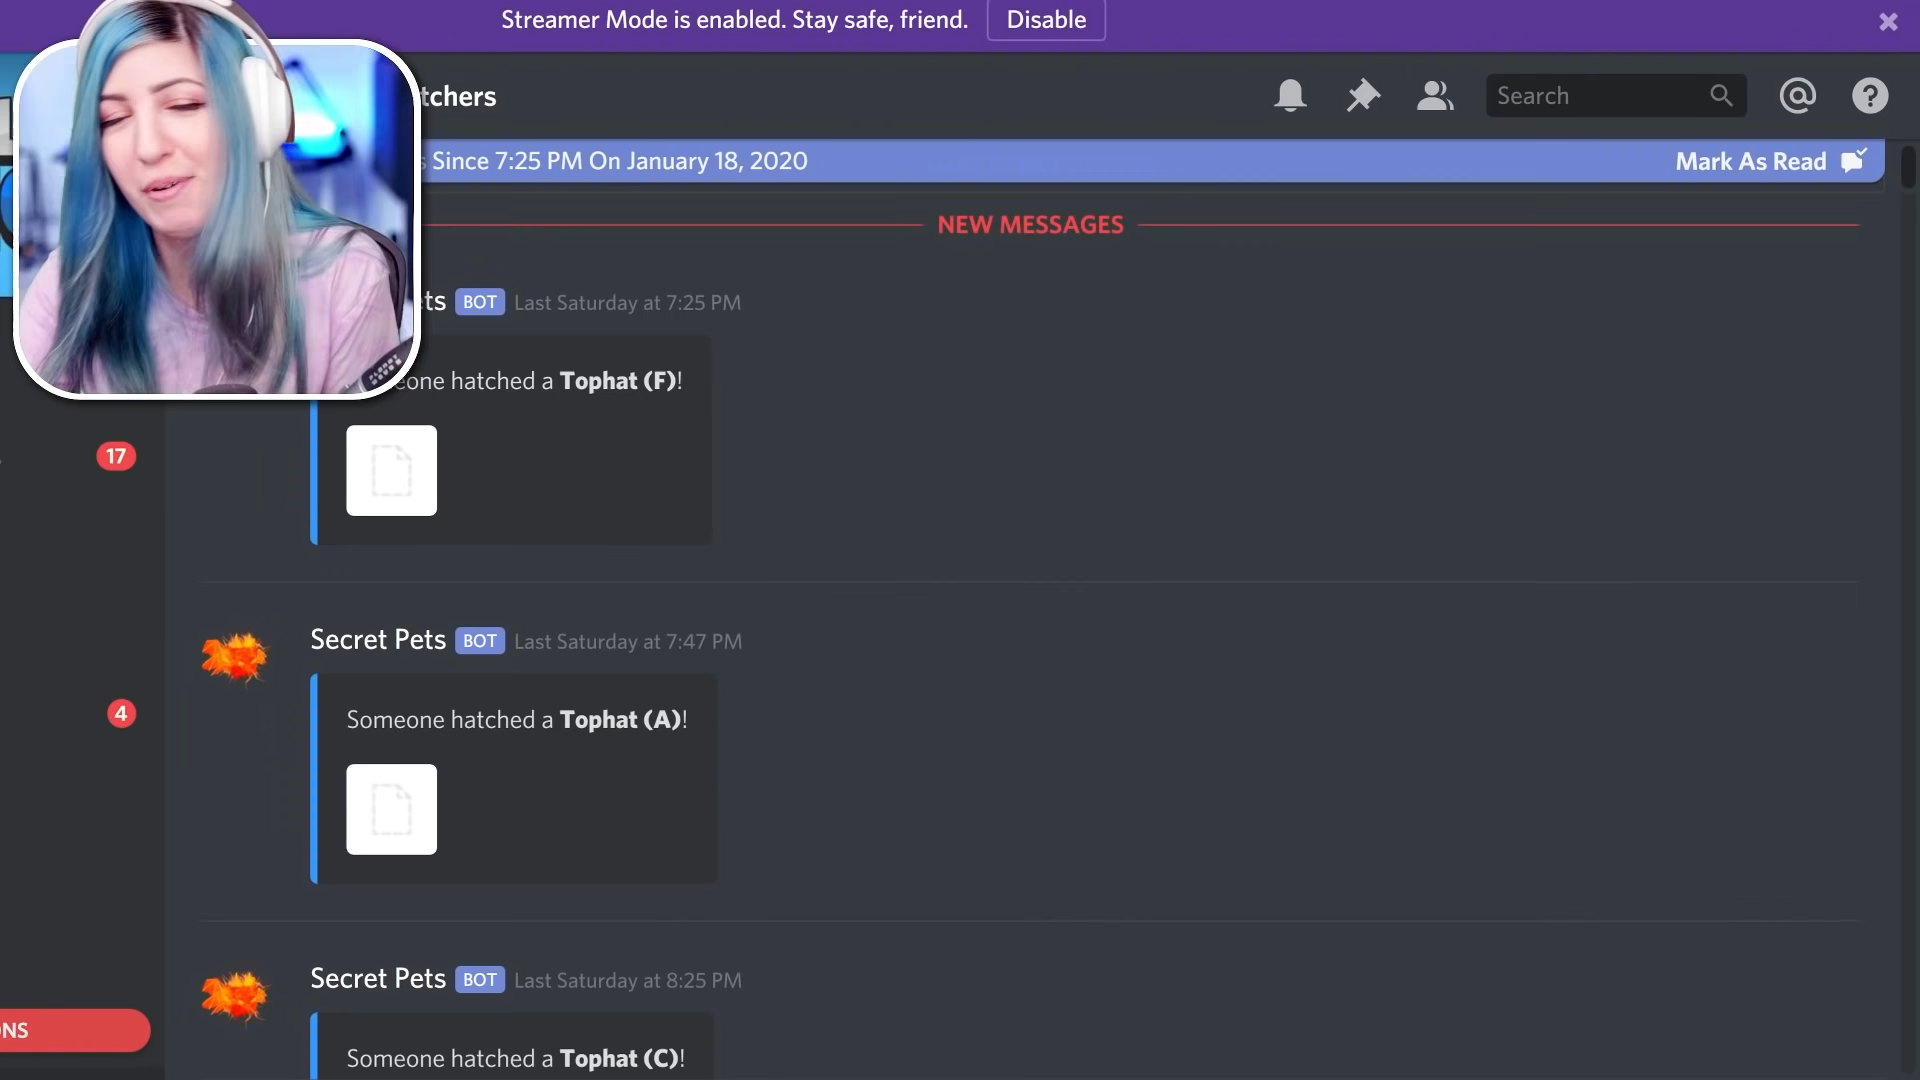 Streamer Mode is enabled. Stay safe, friend.
Disable
tchers
Search
Since 7:25 PM On January 18, 2020
Mark As Read
NEW MESSAGES
ts BOT Last Saturday at 7:25 PM
eone hatched a Tophat (F)!
17
Secret Pets BOT Last Saturday at 7:47 PM
Someone hatched a Tophat (A)!
4
Secret Pets BOT Last Saturday at 8:25 PM
NS
Someone hatched a Tophat (C)!